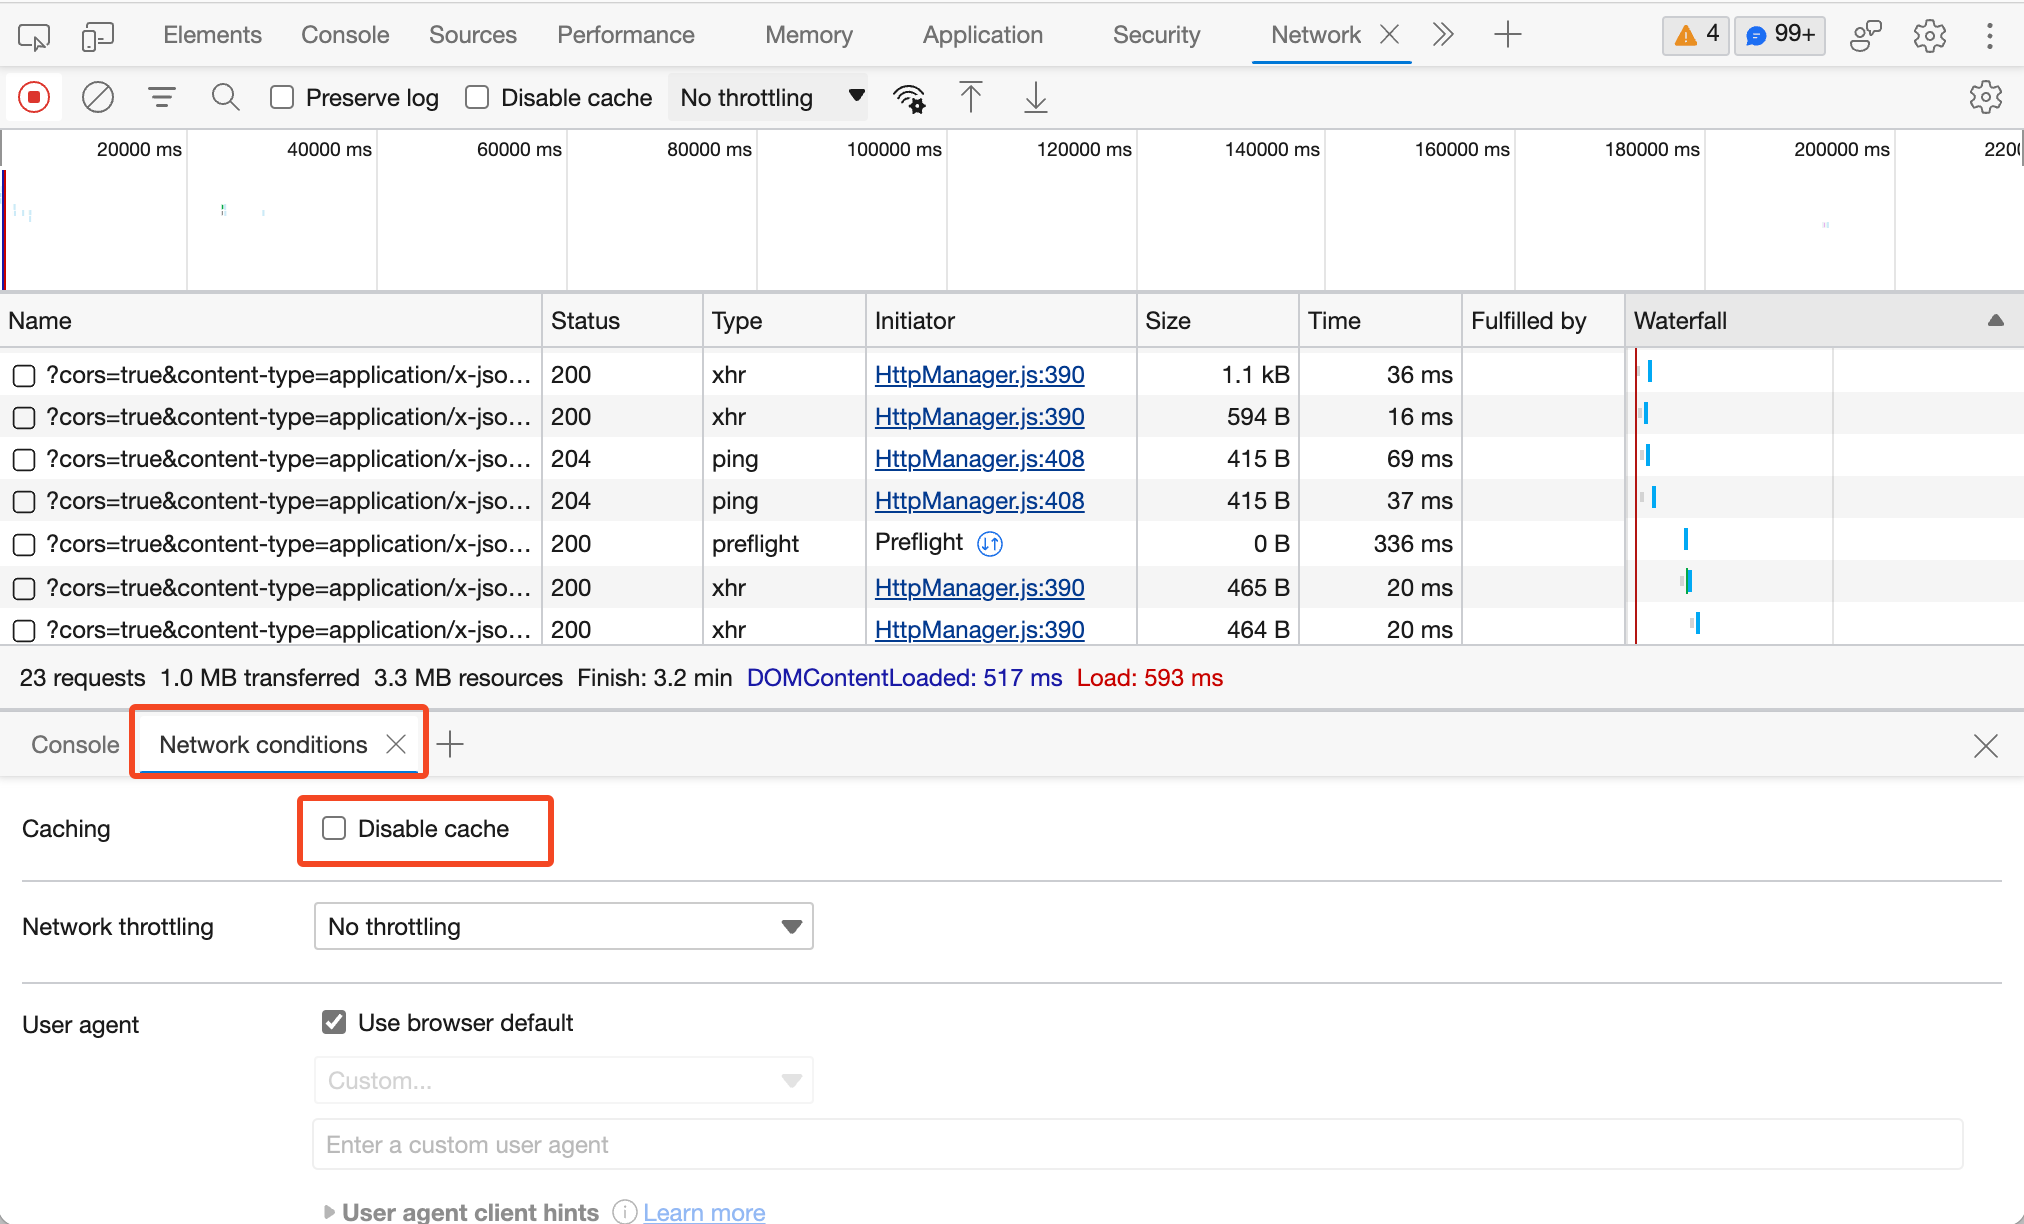 Elements Console Sources Performance Memory Application Security Network 4 99+
Preserve log Disable cache No throttling
20000 ms 40000 ms 60000 ms 80000 ms 100000 ms 120000 ms 140000 ms 160000 ms 180000 ms 200000 ms
Name Status Type Initiator Size Time Fulfilled by Waterfall
?cors=true&content-type=application/x-jso... 200 xhr HttpManager.js:390 1.1 kB 36 ms
?cors=true&content-type=application/x-jso... 200 xhr HttpManager.js:390 594 B 16 ms
?cors=true&content-type=application/x-jso... 204 ping HttpManager.js:408 415 B 69 ms
?cors=true&content-type=application/x-jso... 204 ping HttpManager.js:408 415 B 37 ms
?cors=true&content-type=application/x-jso... 200 preflight Preflight 0 B 336 ms
?cors=true&content-type=application/x-jso... 200 xhr HttpManager.js:390 465 B 20 ms
?cors=true&content-type=application/x-jso... 200 xhr HttpManager.js:390 464 B 20 ms
23 requests 1.0 MB transferred 3.3 MB resources Finish: 3.2 min DOMContentLoaded: 517 ms Load: 593 ms
Console Network conditions
Caching Disable cache
Network throttling No throttling
User agent Use browser default
Custom...
Enter a custom user agent
User agent client hints Learn more